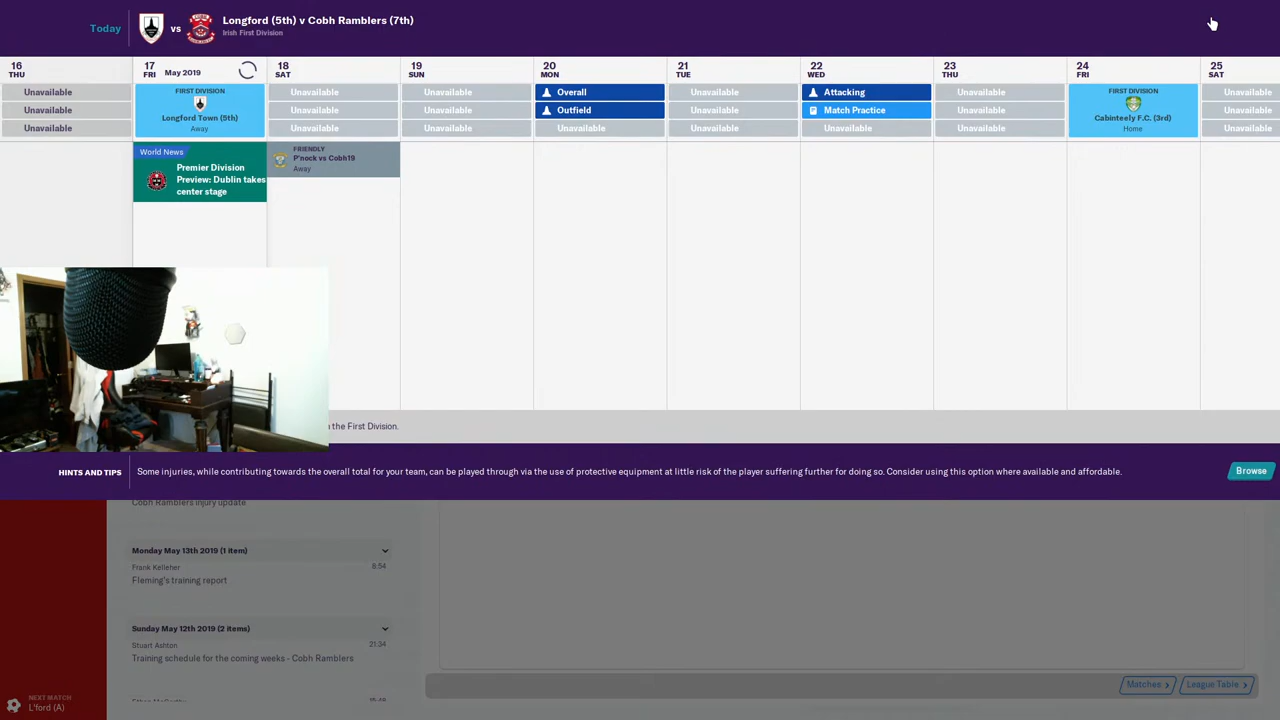 Today
vs
Longford (5th) v Cobh Ramblers (7th)
Irish First Division
16
THU
17
FRI
May 2019
18
SAT
19
SUN
20
MON
21
TUE
22
WED
23
THU
24
FRI
25
SAT
Unavailable
Unavailable
Unavailable
FIRST DIVISION
Longford Town (5th)
Away
Unavailable
Unavailable
Unavailable
Unavailable
Unavailable
Unavailable
Overall
Outfield
Unavailable
Unavailable
Unavailable
Unavailable
Attacking
Match Practice
Unavailable
Unavailable
Unavailable
Unavailable
FIRST DIVISION
Cabinteely F.C. (3rd)
Home
Unavailable
Unavailable
Unavailable
World News
Premier Division
Preview: Dublin takes
center stage
FRIENDLY
P'nock vs Cobh19
Away
the First Division.
HINTS AND TIPS
Some injuries, while contributing towards the overall total for your team, can be played through via the use of protective equipment at little risk of the player suffering further for doing so. Consider using this option where available and affordable.
Browse
Cobh Ramblers injury update
Monday May 13th 2019 (1 item)
Frank Kelleher
8:54
Fleming's training report
Sunday May 12th 2019 (2 items)
Stuart Ashton
21:34
Training schedule for the coming weeks - Cobh Ramblers
NEXT MATCH
L'ford (A)
Matches
League Table